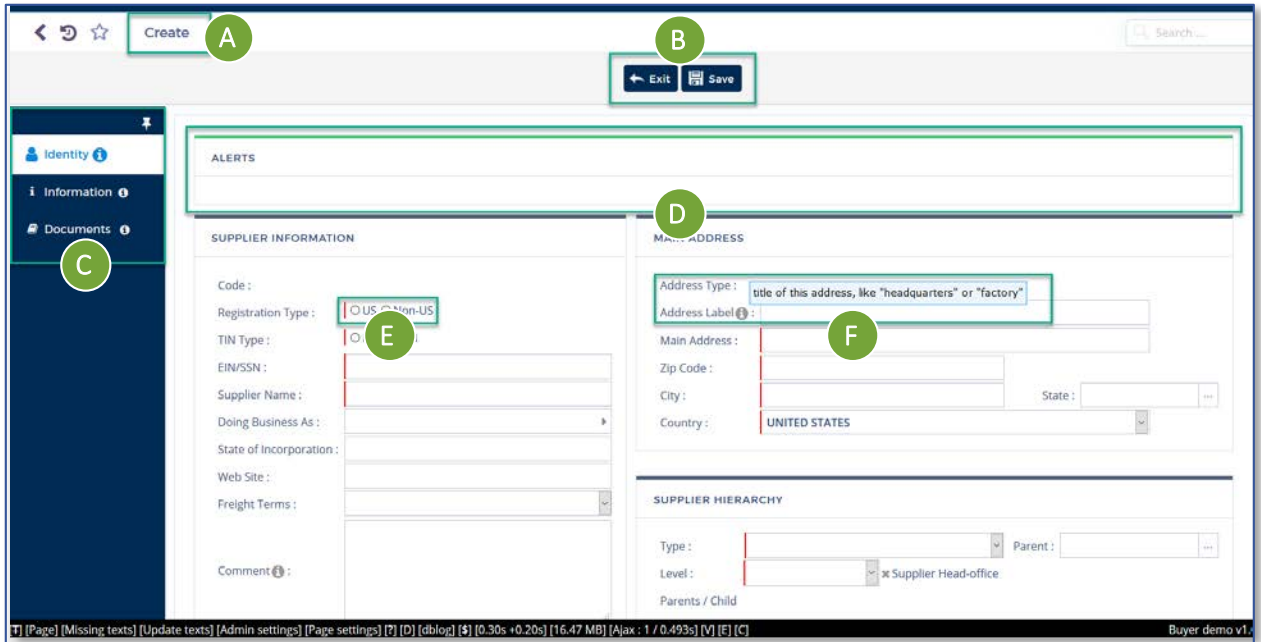 Create
A
B
Search ...
Exit
Save
Identity
Information
Documents
C
ALERTS
D
SUPPLIER INFORMATION
Code :
Registration Type :
US
Non-US
E
TIN Type :
EIN/SSN :
Supplier Name :
Doing Business As :
State of Incorporation :
Web Site :
Freight Terms :
Comment :
MAIN ADDRESS
Address Type :
title of this address, like "headquarters" or "factory"
Address Label :
F
Main Address :
Zip Code :
City :
State :
...
Country :
UNITED STATES
SUPPLIER HIERARCHY
Type :
Parent :
...
Level :
Supplier Head-office
Parents / Child
[Page] [Missing texts] [Update texts] [Admin settings] [Page settings] [?] [D] [dblog] [$] [0.30s +0.20s] [16.47 MB] [Ajax : 1 / 0.493s] [V] [E] [C]
Buyer demo